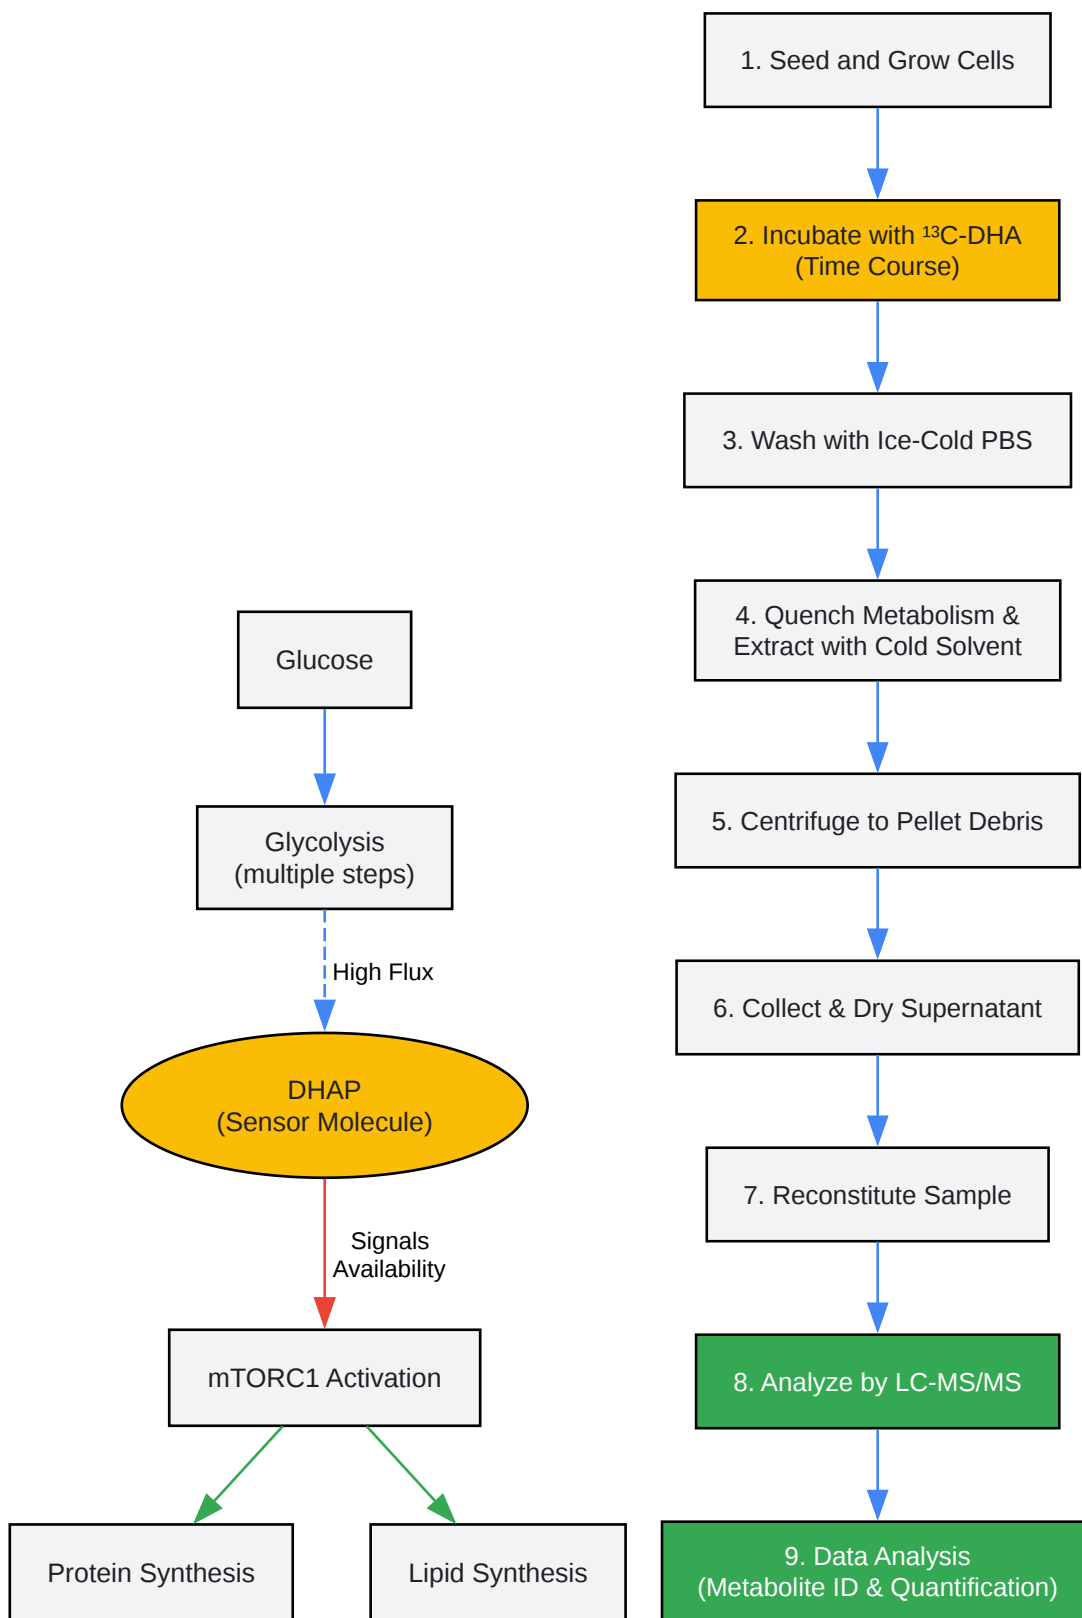 Glucose
Glycolysis
(multiple steps)
High Flux
DHAP
(Sensor Molecule)
Signals
Availability
mTORC1 Activation
Protein Synthesis
Lipid Synthesis
1. Seed and Grow Cells
2. Incubate with ¹³C-DHA
(Time Course)
3. Wash with Ice-Cold PBS
4. Quench Metabolism &
Extract with Cold Solvent
5. Centrifuge to Pellet Debris
6. Collect & Dry Supernatant
7. Reconstitute Sample
8. Analyze by LC-MS/MS
9. Data Analysis
(Metabolite ID & Quantification)